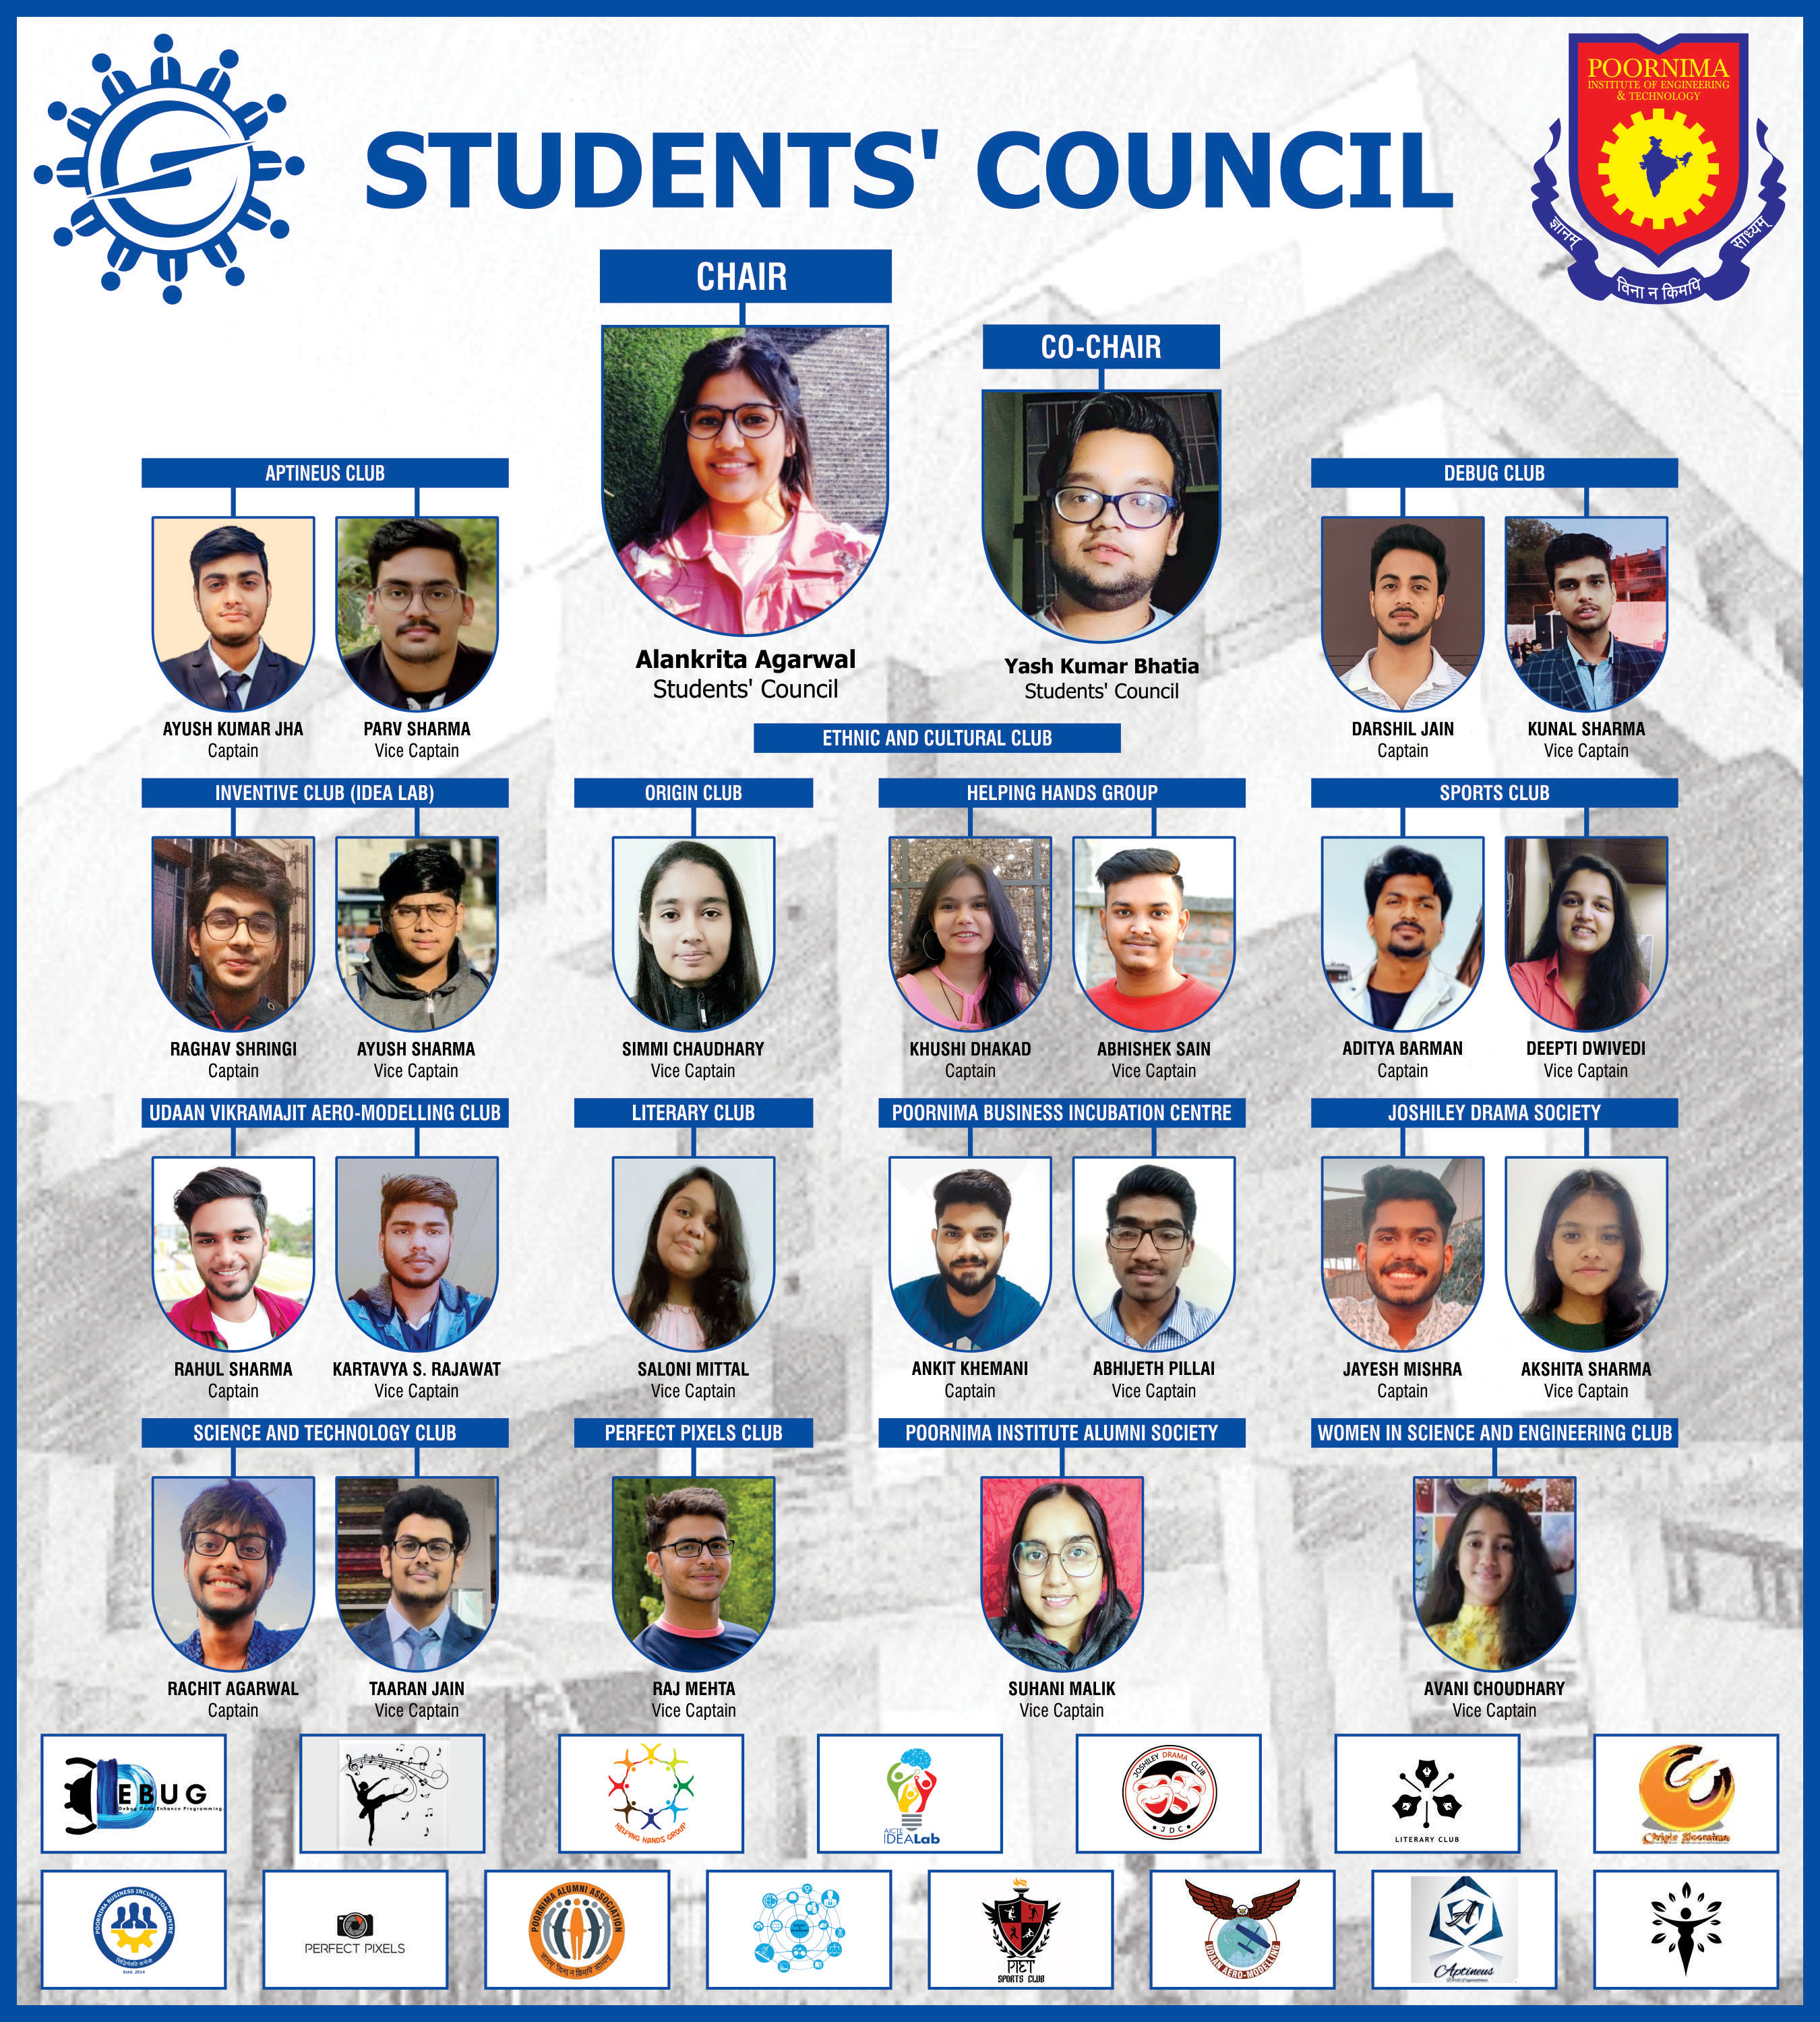 POORNIMA
INSTITUTE OF ENGINEERING
& TECHNOLOGY
ज्ञानम्
विना न किमपि
साध्यम्
STUDENTS' COUNCIL
CHAIR
Alankrita Agarwal
Students' Council
CO-CHAIR
Yash Kumar Bhatia
Students' Council
APTINEUS CLUB
AYUSH KUMAR JHA
Captain
PARV SHARMA
Vice Captain
DEBUG CLUB
DARSHIL JAIN
Captain
KUNAL SHARMA
Vice Captain
ETHNIC AND CULTURAL CLUB
INVENTIVE CLUB (IDEA LAB)
RAGHAV SHRINGI
Captain
AYUSH SHARMA
Vice Captain
ORIGIN CLUB
SIMMI CHAUDHARY
Vice Captain
HELPING HANDS GROUP
KHUSHI DHAKAD
Captain
ABHISHEK SAIN
Vice Captain
SPORTS CLUB
ADITYA BARMAN
Captain
DEEPTI DWIVEDI
Vice Captain
UDAAN VIKRAMAJIT AERO-MODELLING CLUB
RAHUL SHARMA
Captain
KARTAVYA S. RAJAWAT
Vice Captain
LITERARY CLUB
SALONI MITTAL
Vice Captain
POORNIMA BUSINESS INCUBATION CENTRE
ANKIT KHEMANI
Captain
ABHIJETH PILLAI
Vice Captain
JOSHILEY DRAMA SOCIETY
JAYESH MISHRA
Captain
AKSHITA SHARMA
Vice Captain
SCIENCE AND TECHNOLOGY CLUB
RACHIT AGARWAL
Captain
TAARAN JAIN
Vice Captain
PERFECT PIXELS CLUB
RAJ MEHTA
Vice Captain
POORNIMA INSTITUTE ALUMNI SOCIETY
SUHANI MALIK
Vice Captain
WOMEN IN SCIENCE AND ENGINEERING CLUB
AVANI CHOUDHARY
Vice Captain
DEBUG
Debug Code,Enhance Programming.
HELPING HANDS GROUP
AICTE
IDEALab
JOSHILEY DRAMA CLUB
• JDC •
LITERARY CLUB
Origin Poornima
POORNIMA BUSINESS INCUBATION CENTRE
Estd. 2014
PERFECT PIXELS
POORNIMA ALUMNI ASSOCIATION
ज्ञानम् विना न किमपि साध्यम्
PIET
SPORTS CLUB
UDAAN AERO-MODELLING
A
Aptineus